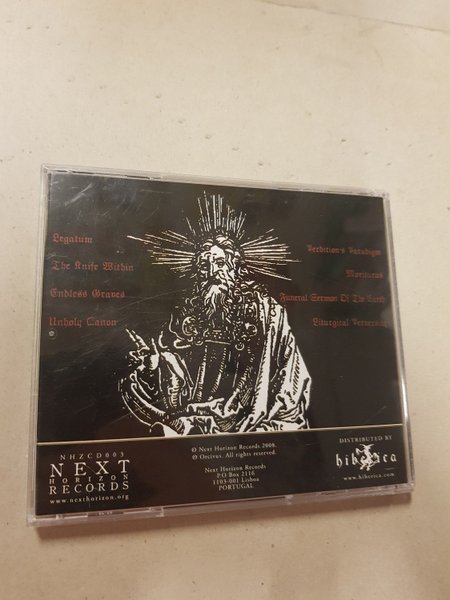 Legatum
The Knife Within
Endless Graves
Unholy Canon
Perdition's Paradigm
Moriturus
Funeral Sermon Of The Earth
Liturgical
NHZCD003
NEXT
HORIZON
RECORDS
www.nexthorizon.org
© Next Horizon Records 2008.
℗ Orcivus. All rights reserved.
Next Horizon Records
P.O Box 2116
1103-001 Lisboa
PORTUGAL
DISTRIBUTED BY
hiberica
www.hiberica.com